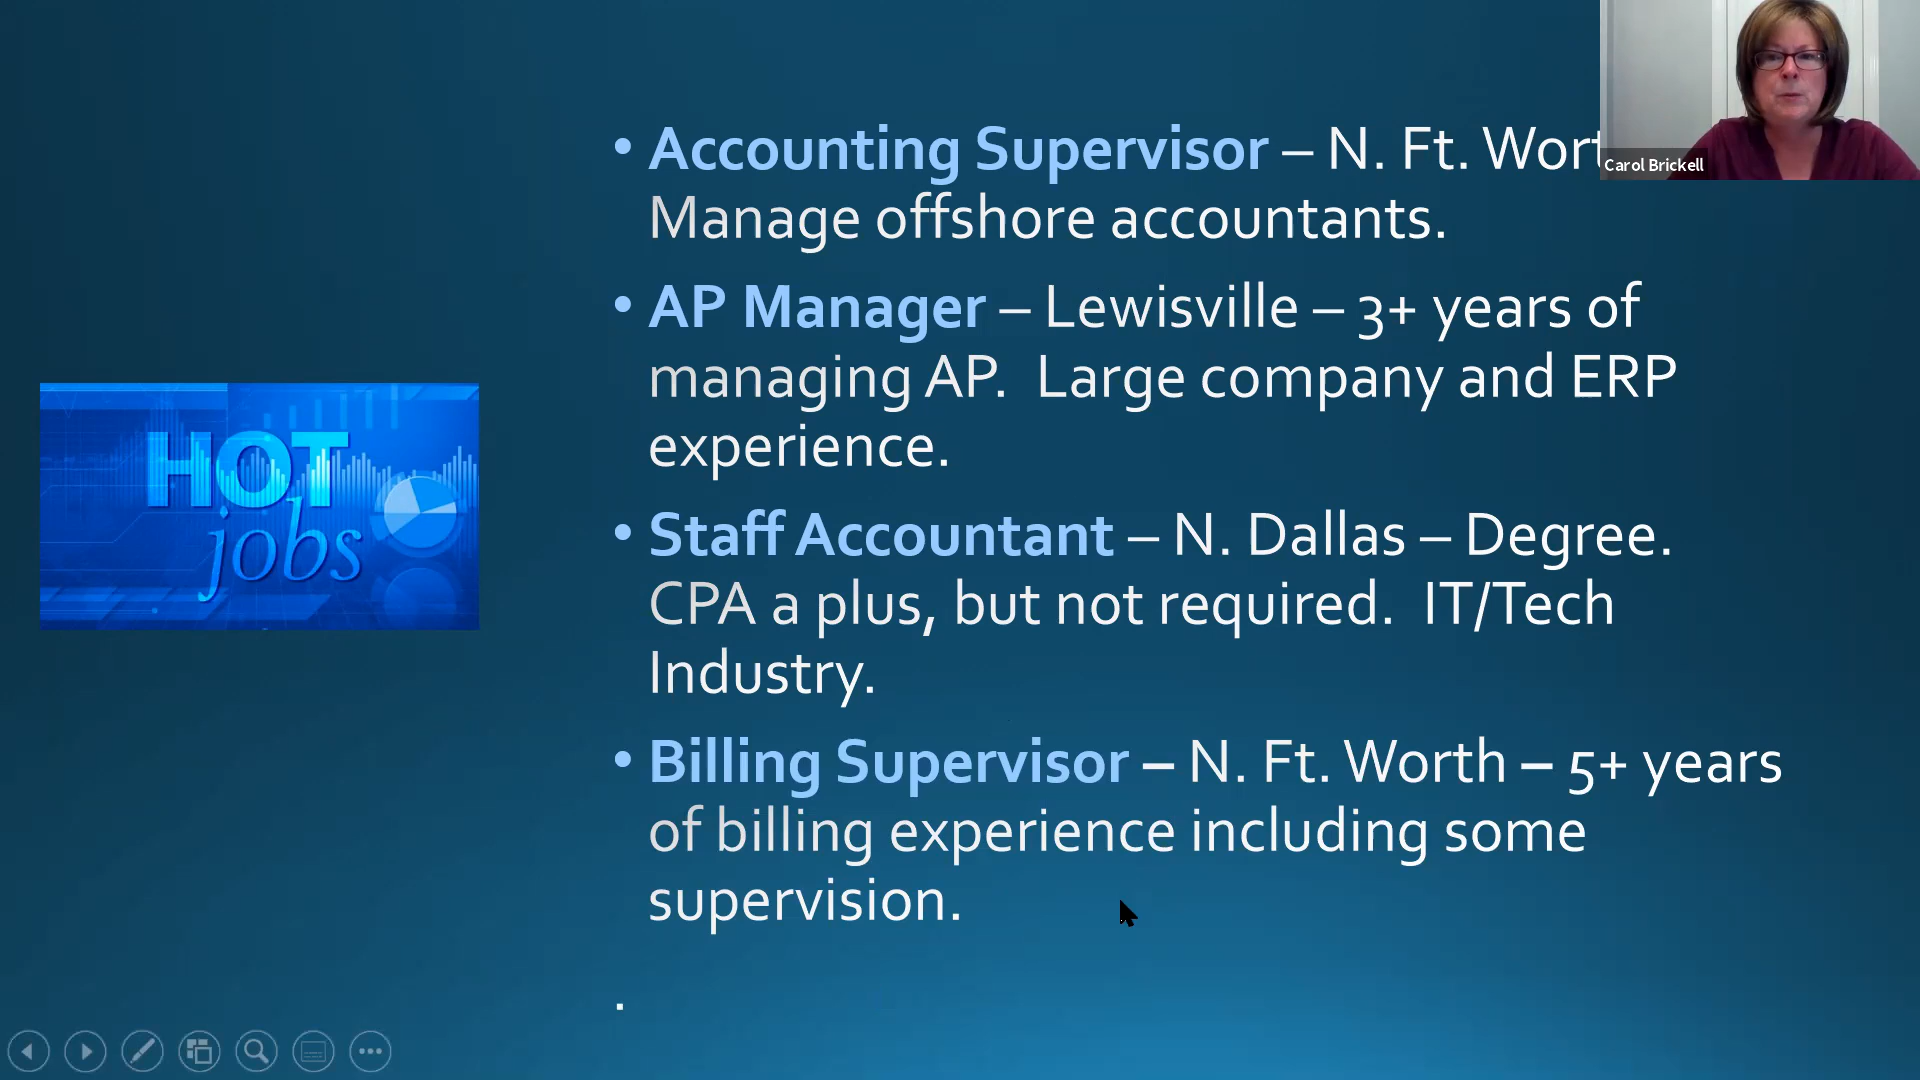 • Accounting Supervisor – N. Ft.
Manage offshore accountants.
• AP Manager – Lewisville – 3+ years of
managing AP.  Large company and ERP
experience.
• Staff Accountant – N. Dallas – Degree.
CPA a plus, but not required.  IT/Tech
Industry.
• Billing Supervisor – N. Ft. Worth – 5+ years
of billing experience including some
supervision.
.
HOT
jobs
Carol Brickell